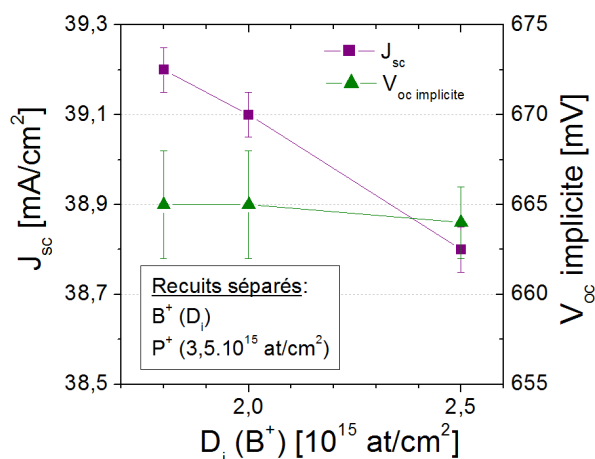 39,3
39,1
38,9
38,7
38,5
J_sc [mA/cm²]
J_sc
V_oc implicite
Recuits séparés:
B⁺ (D_i)
P⁺ (3,5.10¹⁵ at/cm²)
675
670
665
660
655
V_oc implicite [mV]
2,0
2,5
D_i (B⁺) [10¹⁵ at/cm²]